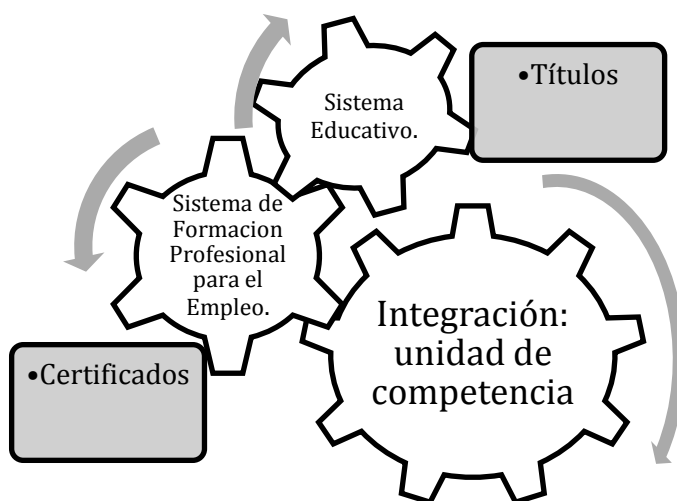 Sistema
Educativo.
•Títulos
Sistema de
Formacion
Profesional
para el
Empleo.
Integración:
unidad de
competencia
•Certificados